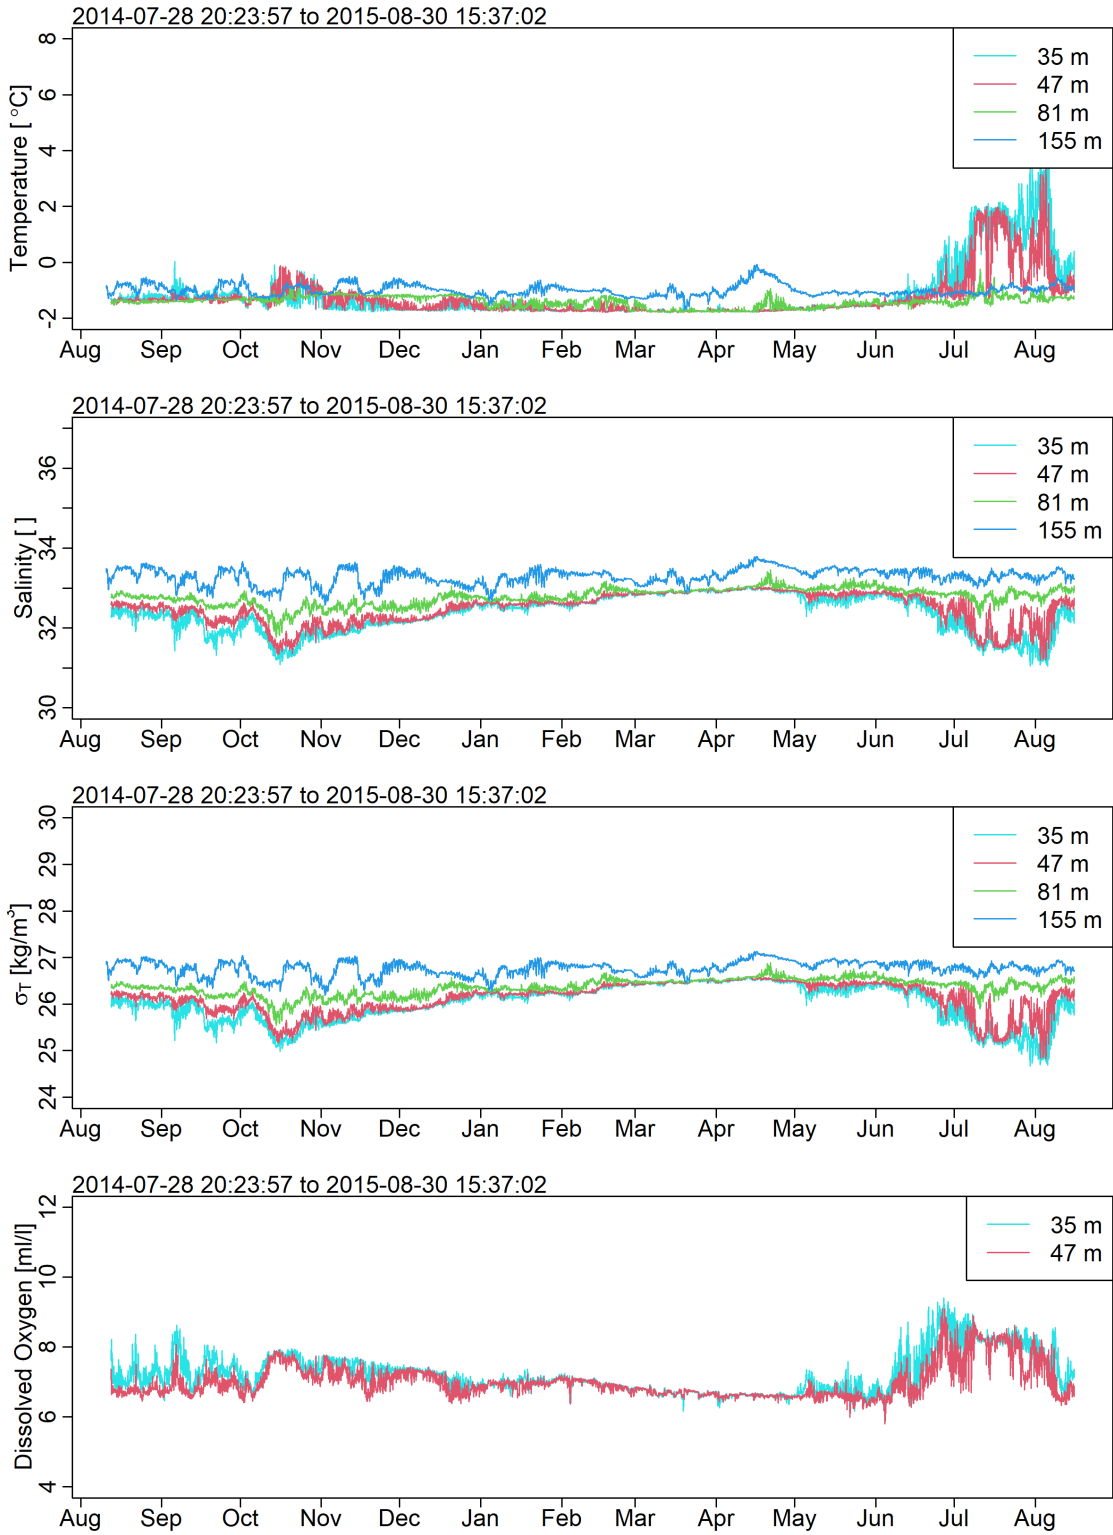 2014-07-28 20:23:57 to 2015-08-30 15:37:02
Temperature [ °C]
8
6
4
2
0
-2
35 m
47 m
81 m
155 m
Aug Sep Oct Nov Dec Jan Feb Mar Apr May Jun Jul Aug
2014-07-28 20:23:57 to 2015-08-30 15:37:02
Salinity [ ]
36
34
32
30
35 m
47 m
81 m
155 m
Aug Sep Oct Nov Dec Jan Feb Mar Apr May Jun Jul Aug
2014-07-28 20:23:57 to 2015-08-30 15:37:02
σT [kg/m³]
30
29
28
27
26
25
24
35 m
47 m
81 m
155 m
Aug Sep Oct Nov Dec Jan Feb Mar Apr May Jun Jul Aug
2014-07-28 20:23:57 to 2015-08-30 15:37:02
Dissolved Oxygen [ml/l]
12
10
8
6
4
35 m
47 m
Aug Sep Oct Nov Dec Jan Feb Mar Apr May Jun Jul Aug